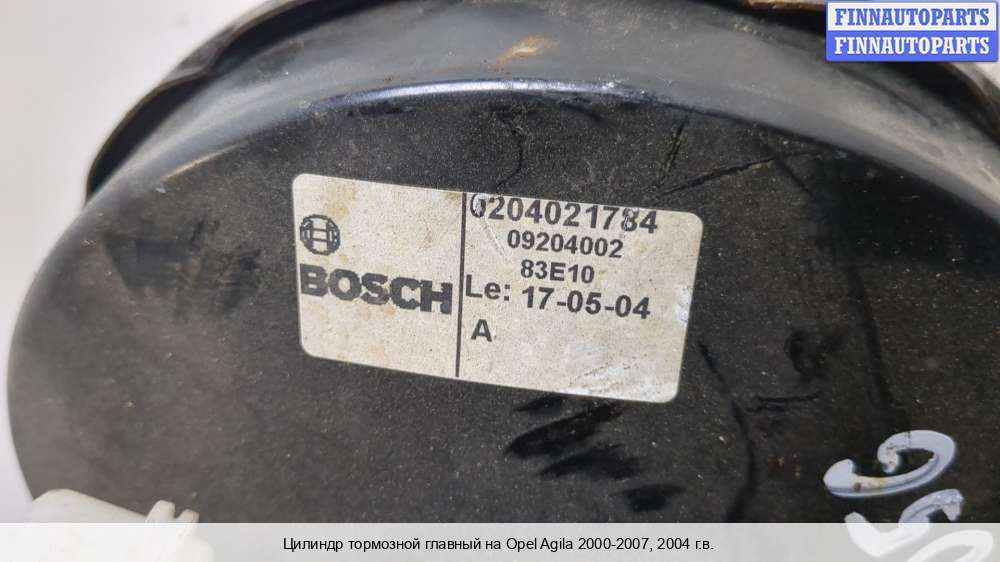 FINNAUTOPARTS
FINNAUTOPARTS
BOSCH
0204021784
09204002
83E10
Le: 17-05-04
A
Цилиндр тормозной главный на Opel Agila 2000-2007, 2004 г.в.